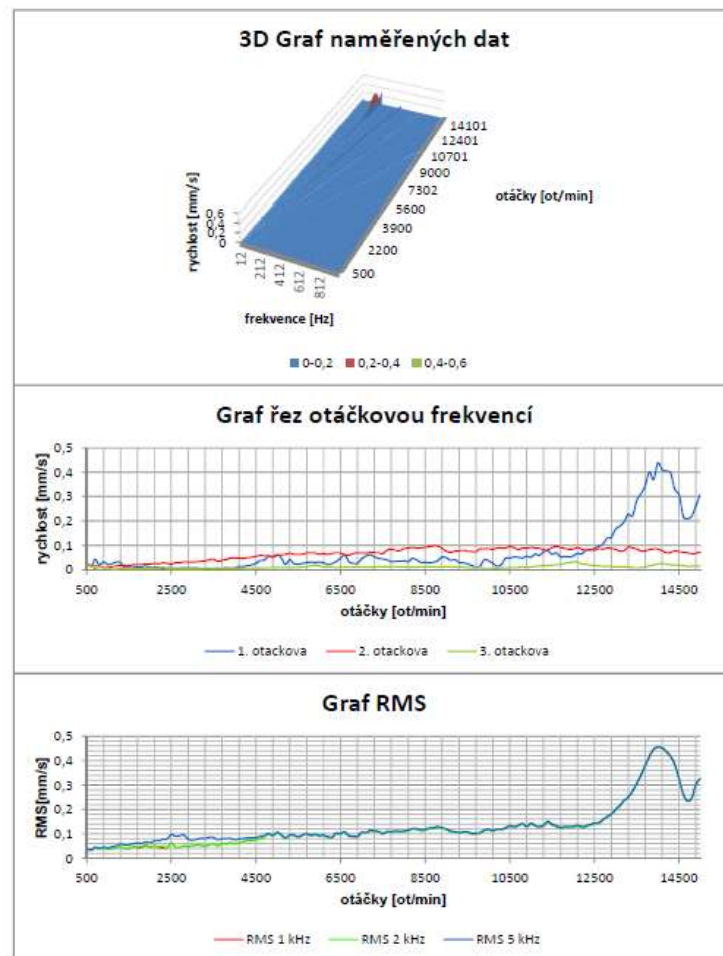 3D Graf naměřených dat
rychlost [mm/s]
0,6
0,4
0,2
0
12
212
412
612
812
frekvence [Hz]
14101
12401
10701
9000
7302
5600
3900
2200
500
otáčky [ot/min]
0-0,2 0,2-0,4 0,4-0,6
Graf řez otáčkovou frekvencí
rychlost [mm/s]
0,5
0,4
0,3
0,2
0,1
0
500 2500 4500 6500 8500 10500 12500 14500
otáčky [ot/min]
1. otackova 2. otackova 3. otackova
Graf RMS
RMS[mm/s]
0,5
0,4
0,3
0,2
0,1
0
500 2500 4500 6500 8500 10500 12500 14500
otáčky [ot/min]
RMS 1 kHz RMS 2 kHz RMS 5 kHz